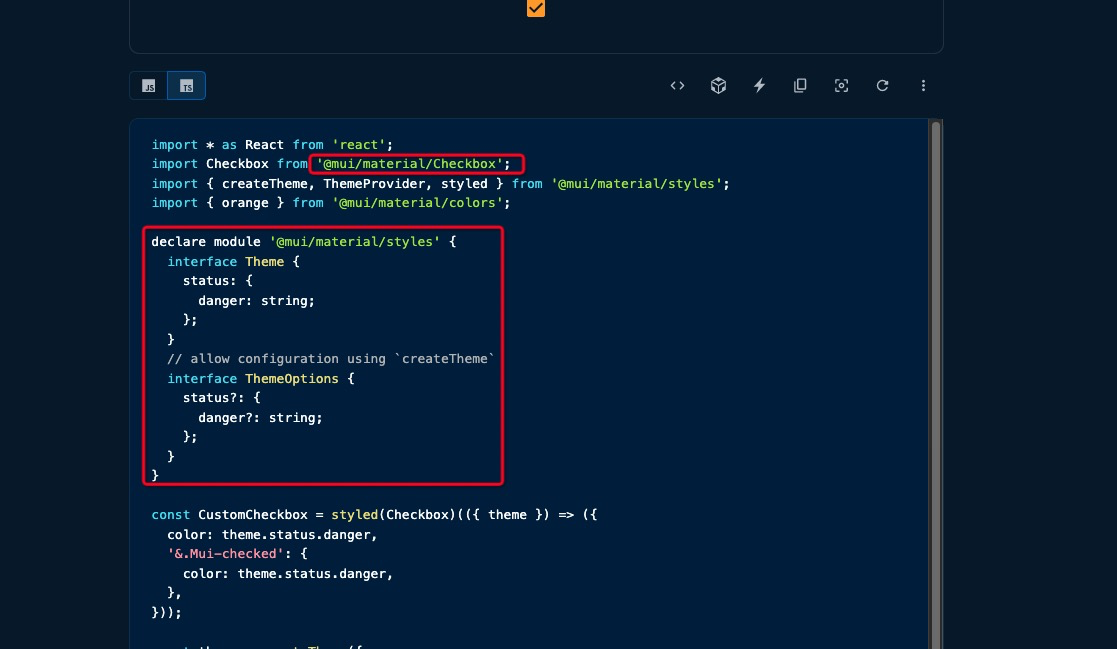 JS
TS
import * as React from 'react';
import Checkbox from '@mui/material/Checkbox';
import { createTheme, ThemeProvider, styled } from '@mui/material/styles';
import { orange } from '@mui/material/colors';
declare module '@mui/material/styles' {
  interface Theme {
    status: {
      danger: string;
    };
  }
  // allow configuration using `createTheme`
  interface ThemeOptions {
    status?: {
      danger?: string;
    };
  }
}
const CustomCheckbox = styled(Checkbox)(({ theme }) => ({
  color: theme.status.danger,
  '&.Mui-checked': {
    color: theme.status.danger,
  },
}));